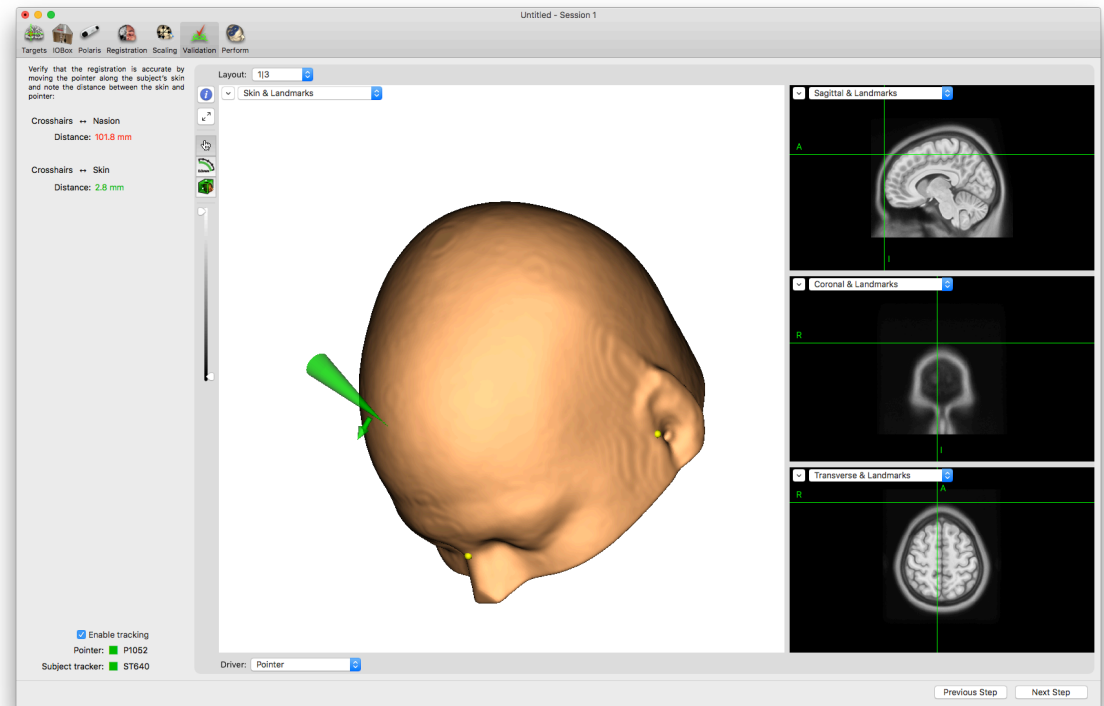 Untitled - Session 1
Targets IOBox Polaris Registration Scaling Validation Perform
Verify that the registration is accurate by
moving the pointer along the subject's skin
and note the distance between the skin and
pointer:
Crosshairs ↔ Nasion
Distance: 101.8 mm
Crosshairs ↔ Skin
Distance: 2.8 mm
Enable tracking
Pointer: P1052
Subject tracker: ST640
Layout: 1|3
Skin & Landmarks
Driver: Pointer
Sagittal & Landmarks
A
I
Coronal & Landmarks
R
I
Transverse & Landmarks
A
R
Previous Step Next Step